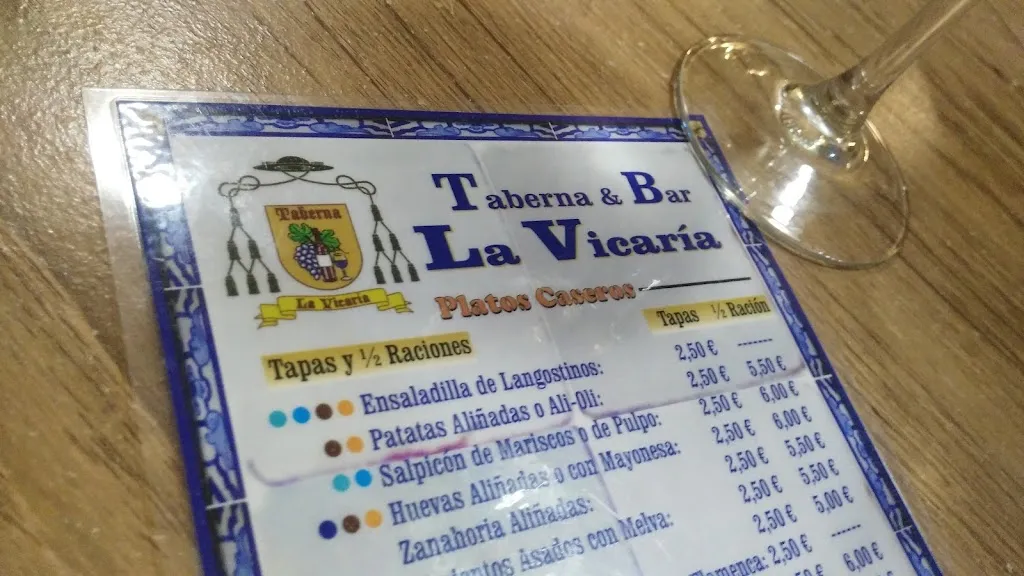 Taberna
La Vicaría
Taberna & Bar
La Vicaría
Platos Caseros
Tapas y ½ Raciones Tapas ½ Ración
Ensaladilla de Langostinos: 2,50 € ------
Patatas Aliñadas o Ali-Oli: 2,50 € 5,50 €
Salpicón de Mariscos o de Pulpo: 2,50 € 6,00 €
Huevas Aliñadas o con Mayonesa: 2,50 € 6,00 €
Zanahoria Aliñadas: 2,50 € 5,50 €
Asados con Melva: 2,50 € 5,50 €
2,50 € 5,00 €
Flamenca: 2,50 € -----
6,00 €